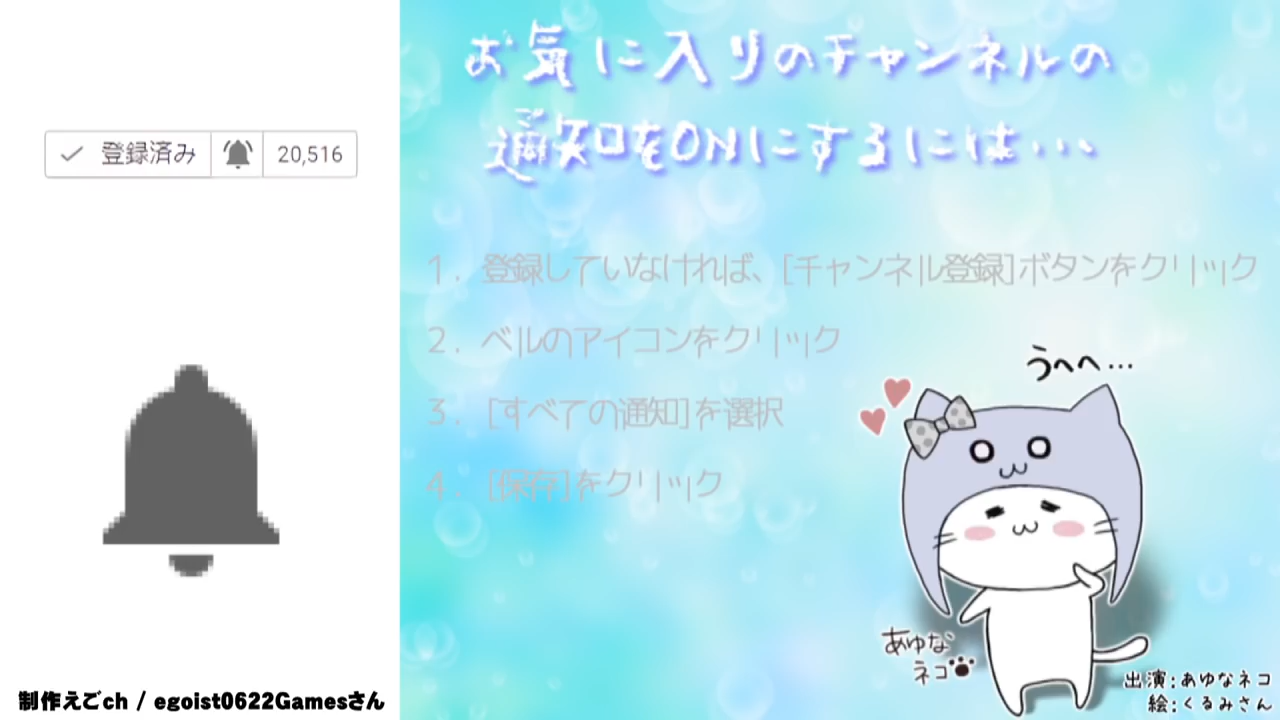 お気に入りのチャンネルの
通知をONにするには・・・
登録済み 20,516
1. 登録していなければ、[チャンネル登録]ボタンをクリック
2. ベルのアイコンをクリック
3. [すべての通知]を選択
4. [保存]をクリック
うへへ…
あゆな
ネコ
出演:あゆなネコ
絵:くるみさん
制作えごch / egoist0622Gamesさん